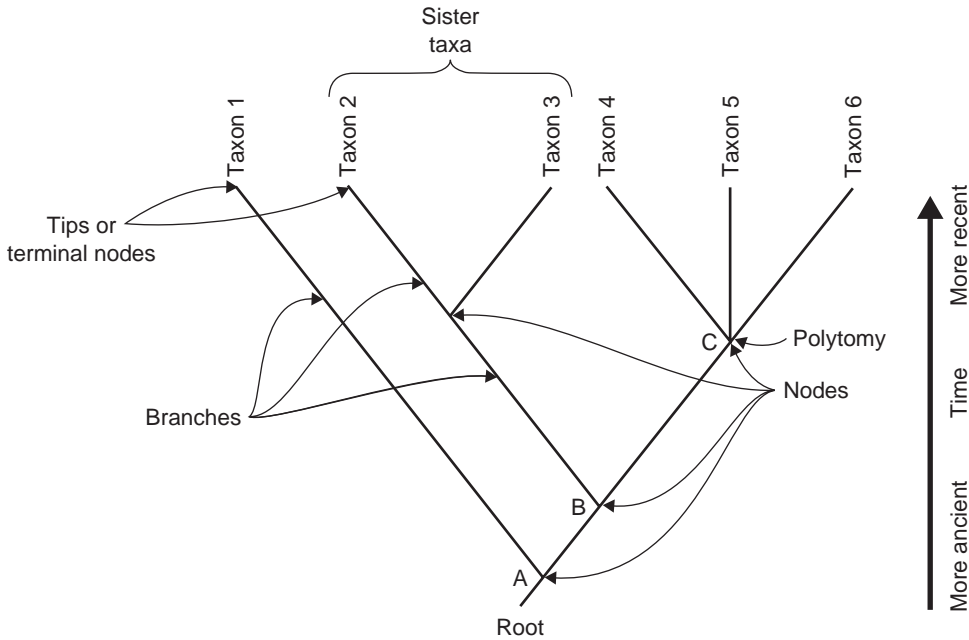 Sister
taxa
Taxon 1
Taxon 2
Taxon 3
Taxon 4
Taxon 5
Taxon 6
Tips or
terminal nodes
More recent
C
Polytomy
Nodes
Time
Branches
B
More ancient
A
Root